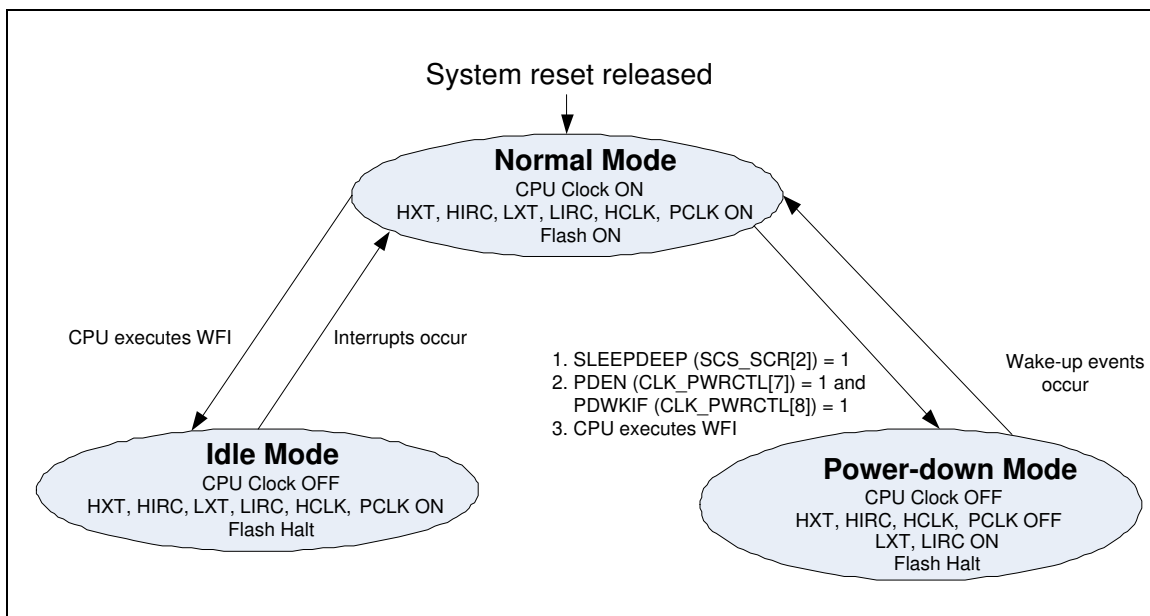 System reset released
Normal Mode
CPU Clock ON
HXT, HIRC, LXT, LIRC, HCLK, PCLK ON
Flash ON
CPU executes WFI
Interrupts occur
1. SLEEPDEEP (SCS_SCR[2]) = 1
2. PDEN (CLK_PWRCTL[7]) = 1 and
PDWKIF (CLK_PWRCTL[8]) = 1
3. CPU executes WFI
Wake-up events
occur
Idle Mode
CPU Clock OFF
HXT, HIRC, LXT, LIRC, HCLK, PCLK ON
Flash Halt
Power-down Mode
CPU Clock OFF
HXT, HIRC, HCLK, PCLK OFF
LXT, LIRC ON
Flash Halt